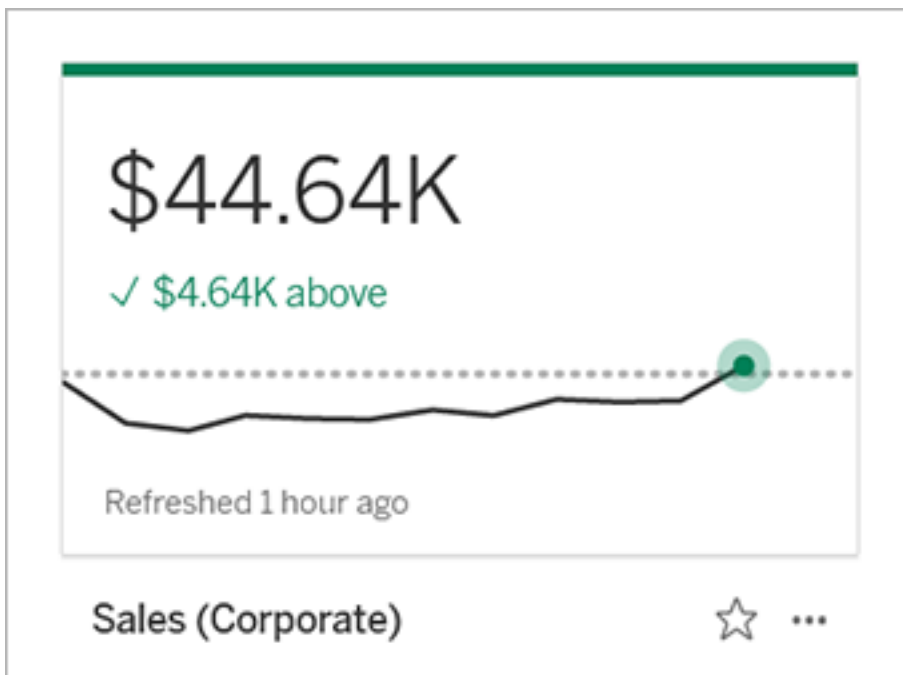 $44.64K
✓ $4.64K above
Refreshed 1 hour ago
Sales (Corporate)